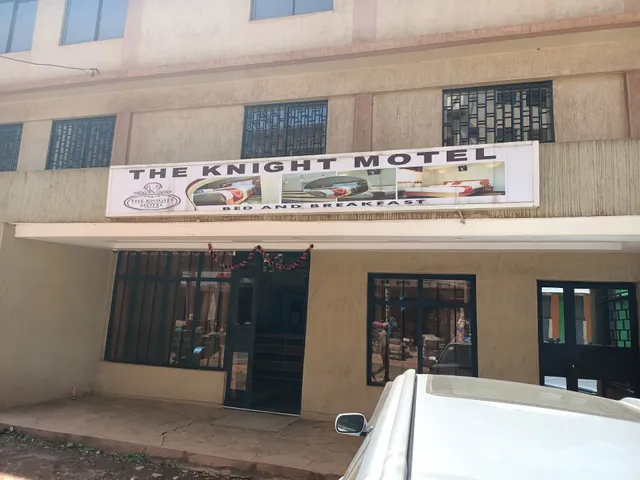 THE KNIGHT MOTEL
THE KNIGHT
MOTEL
BED AND BREAKFAST